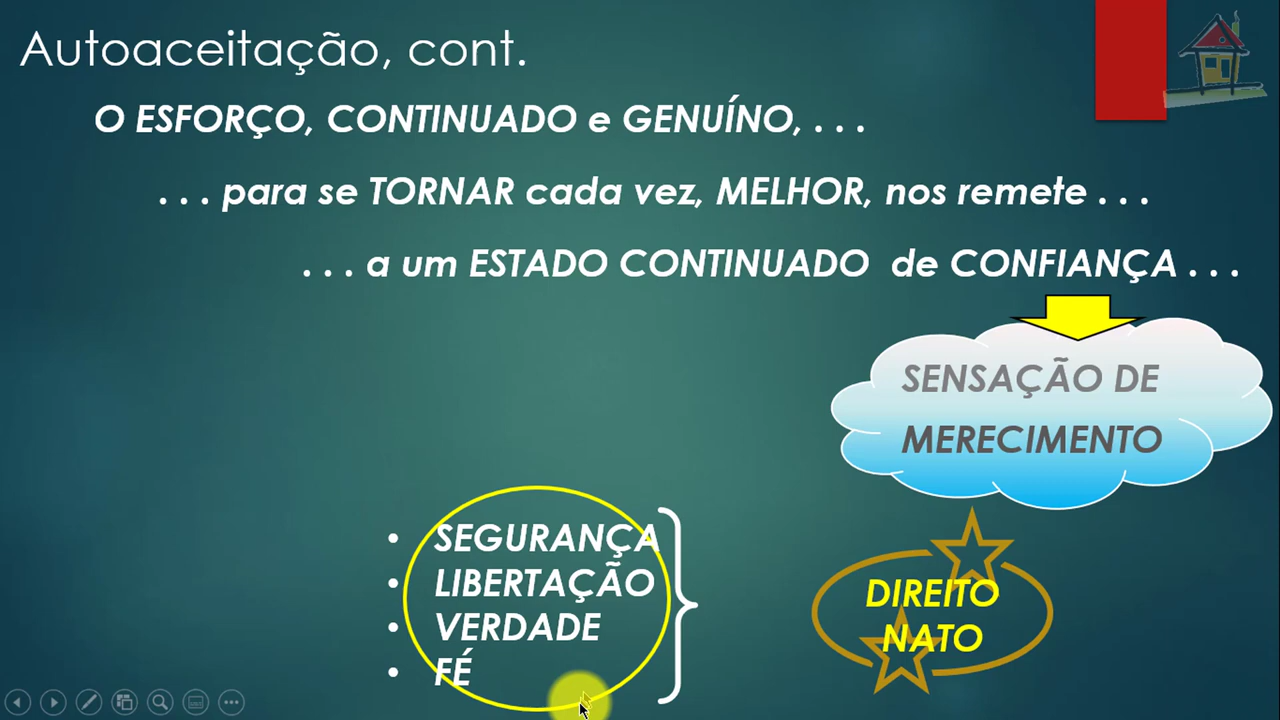 Autoaceitação, cont.
O ESFORÇO, CONTINUADO e GENUÍNO, . . .
. . . para se TORNAR cada vez, MELHOR, nos remete . . .
. . . a um ESTADO CONTINUADO de CONFIANÇA . . .
SENSAÇÃO DE
MERECIMENTO
• SEGURANÇA
• LIBERTAÇÃO
• VERDADE
• FÉ
DIREITO
NATO